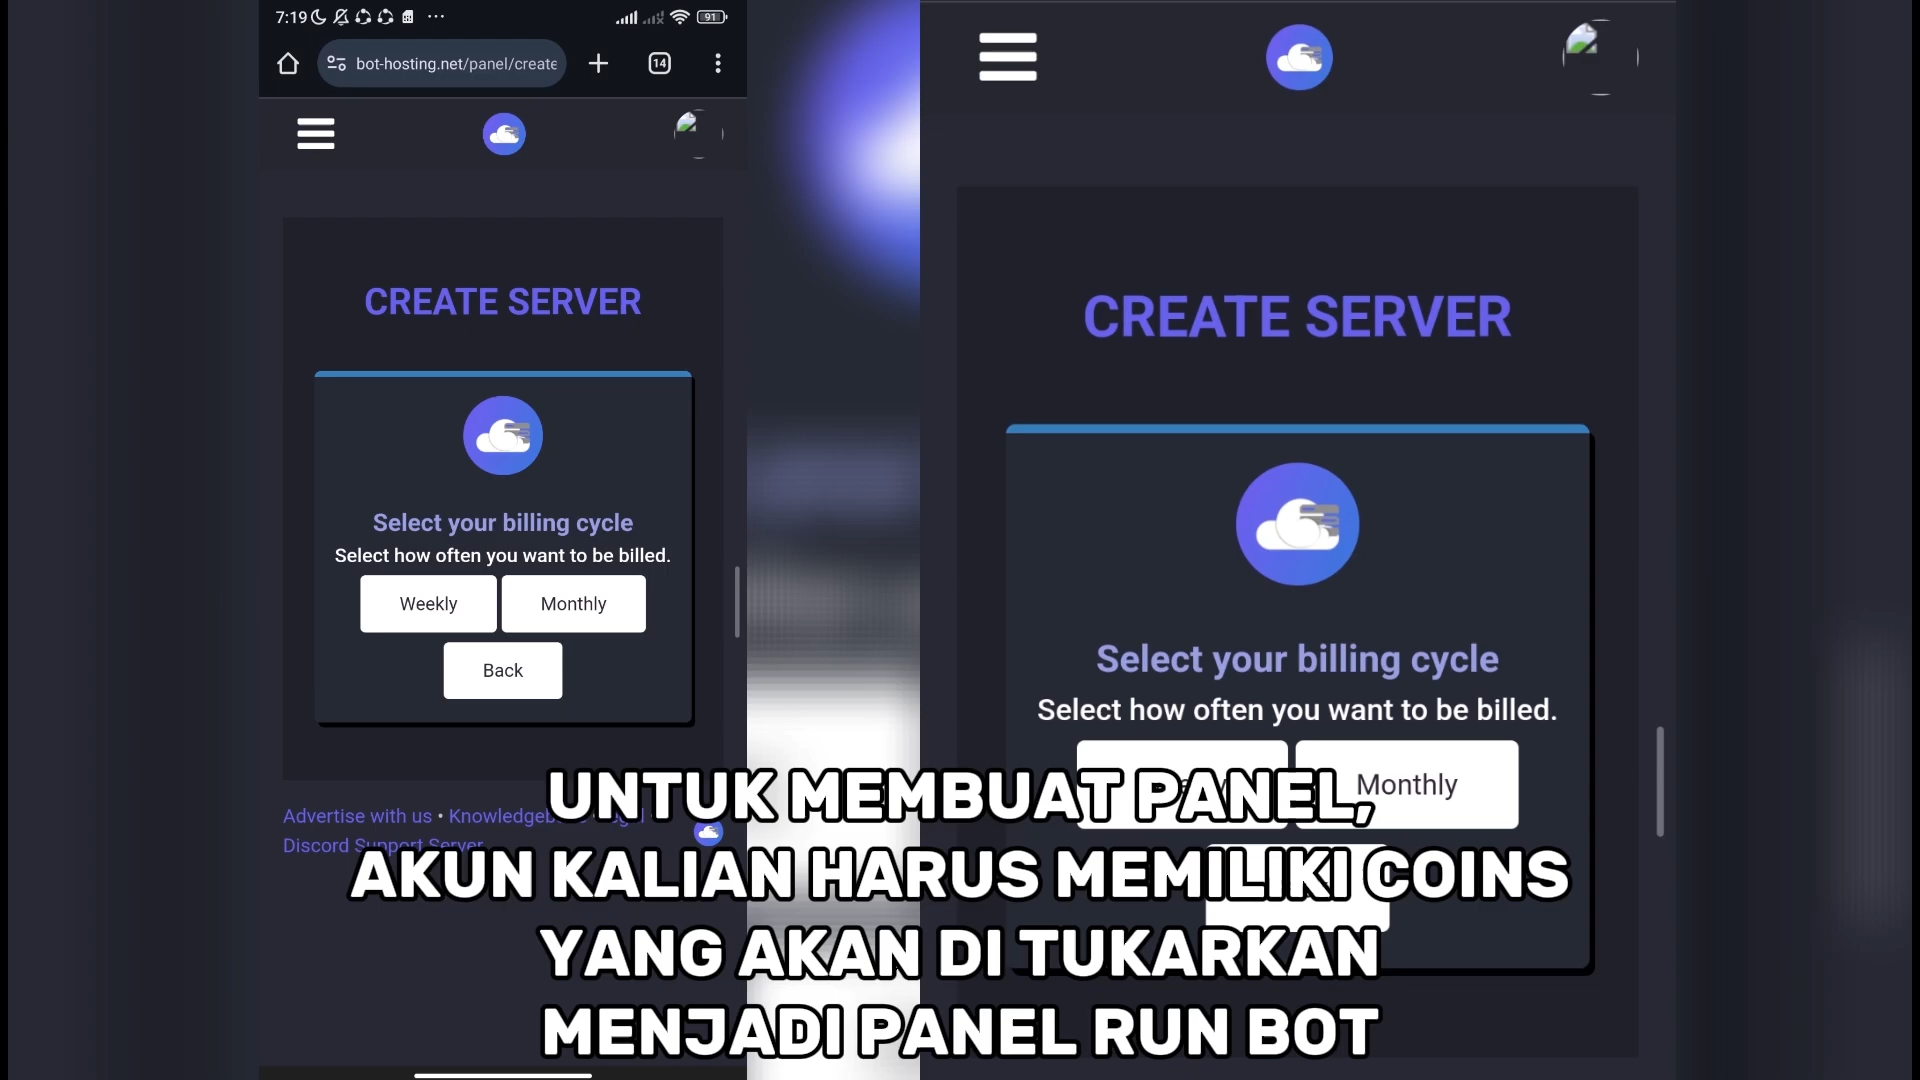 7:19
91
bot-hosting.net/panel/create
14
CREATE SERVER
Select your billing cycle
Select how often you want to be billed.
Weekly
Monthly
Back
Advertise with us •
Discord Support Server
CREATE SERVER
Select your billing cycle
Select how often you want to be billed.
Monthly
UNTUK MEMBUAT PANEL,
AKUN KALIAN HARUS MEMILIKI COINS
YANG AKAN DI TUKARKAN
MENJADI PANEL RUN BOT